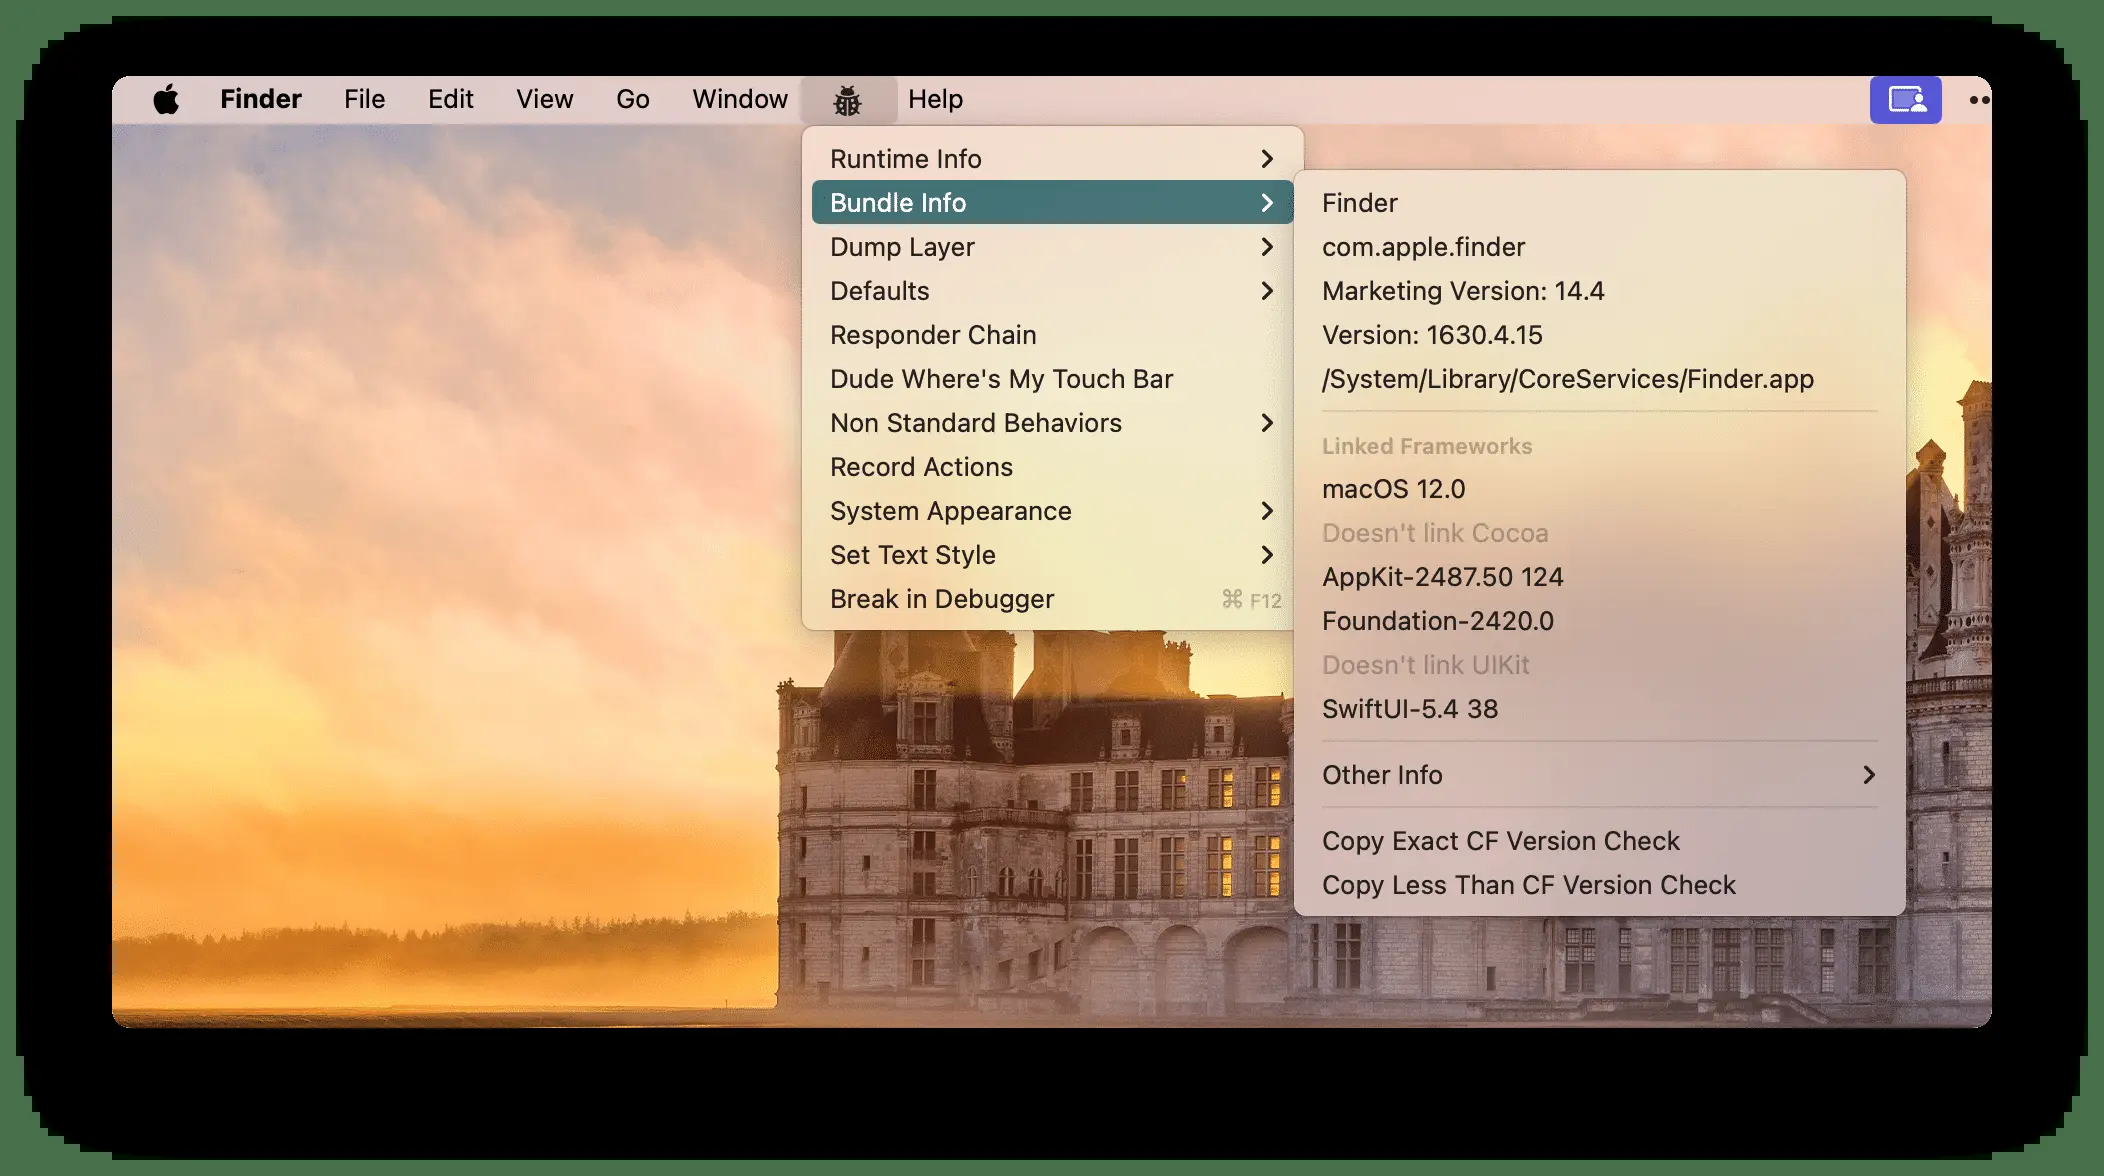 Finder File Edit View Go Window Help
Runtime Info
Bundle Info
Dump Layer
Defaults
Responder Chain
Dude Where's My Touch Bar
Non Standard Behaviors
Record Actions
System Appearance
Set Text Style
Break in Debugger ⌘ F12
Finder
com.apple.finder
Marketing Version: 14.4
Version: 1630.4.15
/System/Library/CoreServices/Finder.app
Linked Frameworks
macOS 12.0
Doesn't link Cocoa
AppKit-2487.50 124
Foundation-2420.0
Doesn't link UIKit
SwiftUI-5.4 38
Other Info
Copy Exact CF Version Check
Copy Less Than CF Version Check